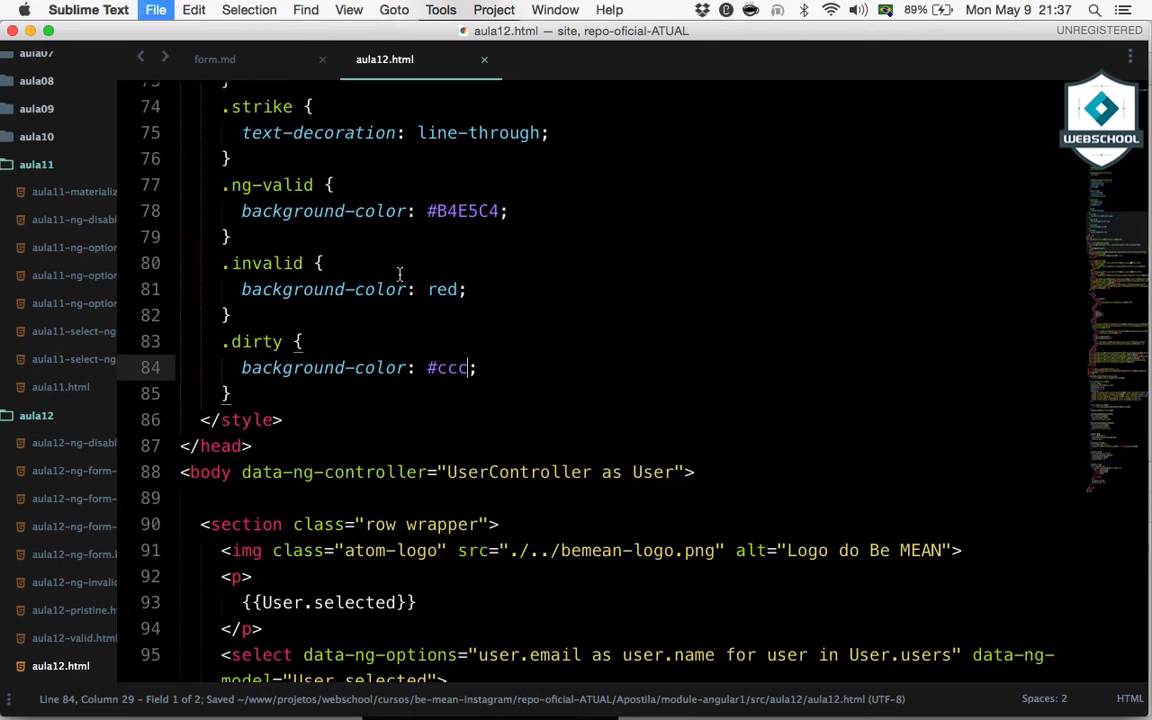 Sublime Text File Edit Selection Find View Goto Tools Project Window Help 89% Mon May 9 21:37
aula12.html — site, repo-oficial-ATUAL UNREGISTERED
form.md × aula12.html ×
WEBSCHOOL
aula07
aula08
aula09
aula10
aula11
aula11-materializ
aula11-ng-disabl
aula11-ng-option
aula11-ng-option
aula11-ng-option
aula11-select-ng
aula11-select-ng
aula11.html
aula12
aula12-ng-disabl
aula12-ng-form-
aula12-ng-form-
aula12-ng-form-
aula12-ng-form.h
aula12-ng-invalid
aula12-pristine.ht
aula12-valid.html
aula12.html
73 }
74 .strike {
75 text-decoration: line-through;
76 }
77 .ng-valid {
78 background-color: #B4E5C4;
79 }
80 .invalid {
81 background-color: red;
82 }
83 .dirty {
84 background-color: #ccc;
85 }
86 </style>
87 </head>
88 <body data-ng-controller="UserController as User">
89
90 <section class="row wrapper">
91 <img class="atom-logo" src="./../bemean-logo.png" alt="Logo do Be MEAN">
92 <p>
93 {{User.selected}}
94 </p>
95 <select data-ng-options="user.email as user.name for user in User.users" data-ng-
model="User.selected">
Line 84, Column 29 - Field 1 of 2; Saved ~/www/projetos/webschool/cursos/be-mean-instagram/repo-oficial-ATUAL/Apostila/module-angular1/src/aula12/aula12.html (UTF-8) Spaces: 2 HTML